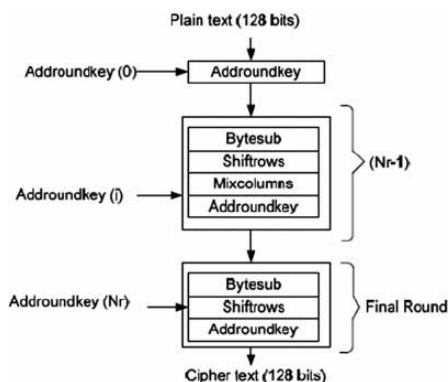 Plain text (128 bits)
Addroundkey (0)
Addroundkey
Bytesub
Shiftrows
Mixcolumns
Addroundkey
Addroundkey (i)
(Nr-1)
Bytesub
Shiftrows
Addroundkey
Addroundkey (Nr)
Final Round
Cipher text (128 bits)